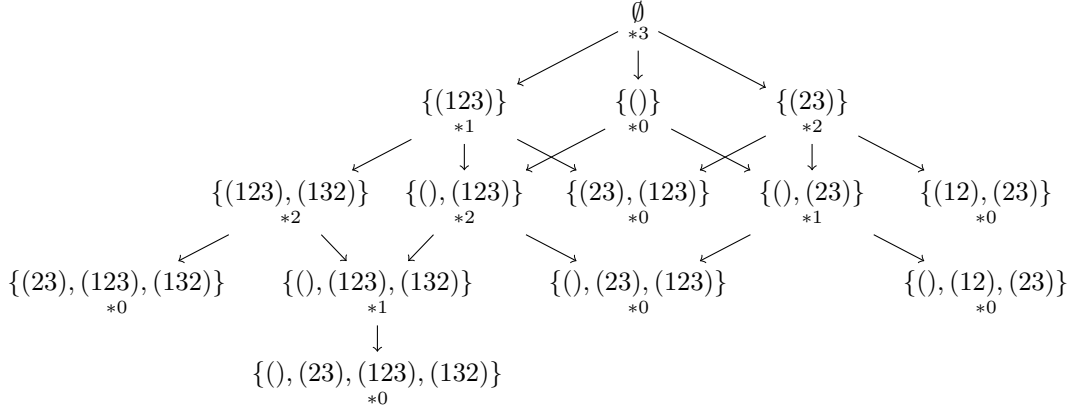 ∅
*3
{(123)} {()} {(23)}
*1 *0 *2
{(123), (132)} {(), (123)} {(23), (123)} {(), (23)} {(12), (23)}
*2 *2 *0 *1 *0
{(23), (123), (132)} {(), (123), (132)} {(), (23), (123)} {(), (12), (23)}
*0 *1 *0 *0
{(), (23), (123), (132)}
*0